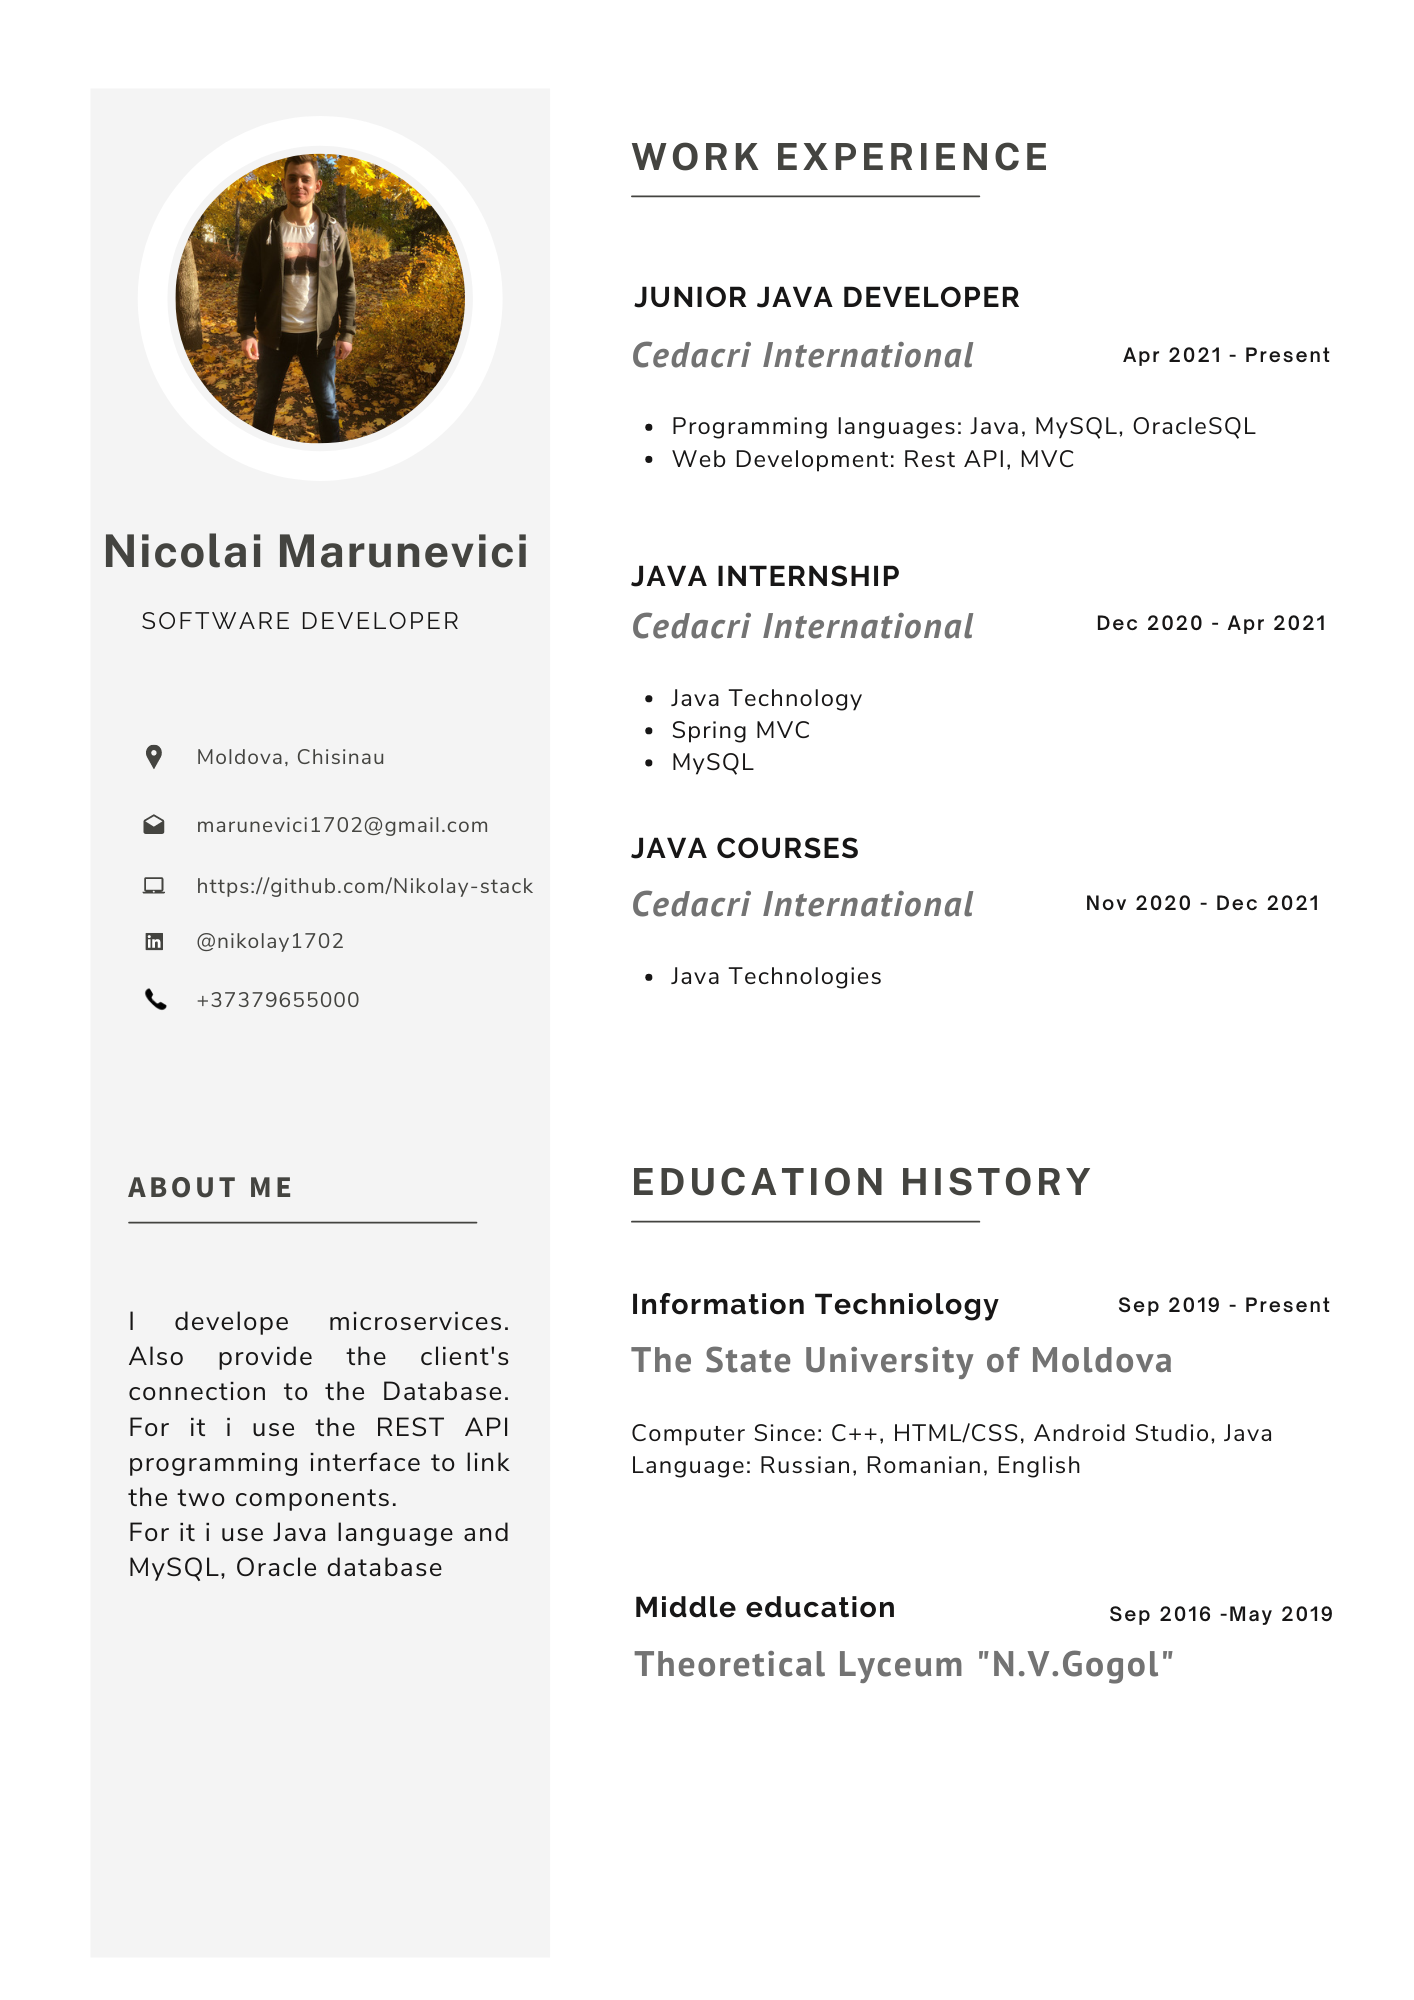 Nicolai Marunevici
SOFTWARE DEVELOPER
Moldova, Chisinau
marunevici1702@gmail.com
https://github.com/Nikolay-stack
@nikolay1702
+37379655000
ABOUT ME
I develope microservices.
Also provide the client's
connection to the Database.
For it i use the REST API
programming interface to link
the two components.
For it i use Java language and
MySQL, Oracle database
WORK EXPERIENCE
JUNIOR JAVA DEVELOPER
Cedacri International Apr 2021 - Present
• Programming languages: Java, MySQL, OracleSQL
• Web Development: Rest API, MVC
JAVA INTERNSHIP
Cedacri International Dec 2020 - Apr 2021
• Java Technology
• Spring MVC
• MySQL
JAVA COURSES
Cedacri International Nov 2020 - Dec 2021
• Java Technologies
EDUCATION HISTORY
Information Techniology Sep 2019 - Present
The State University of Moldova
Computer Since: C++, HTML/CSS, Android Studio, Java
Language: Russian, Romanian, English
Middle education Sep 2016 -May 2019
Theoretical Lyceum "N.V.Gogol"